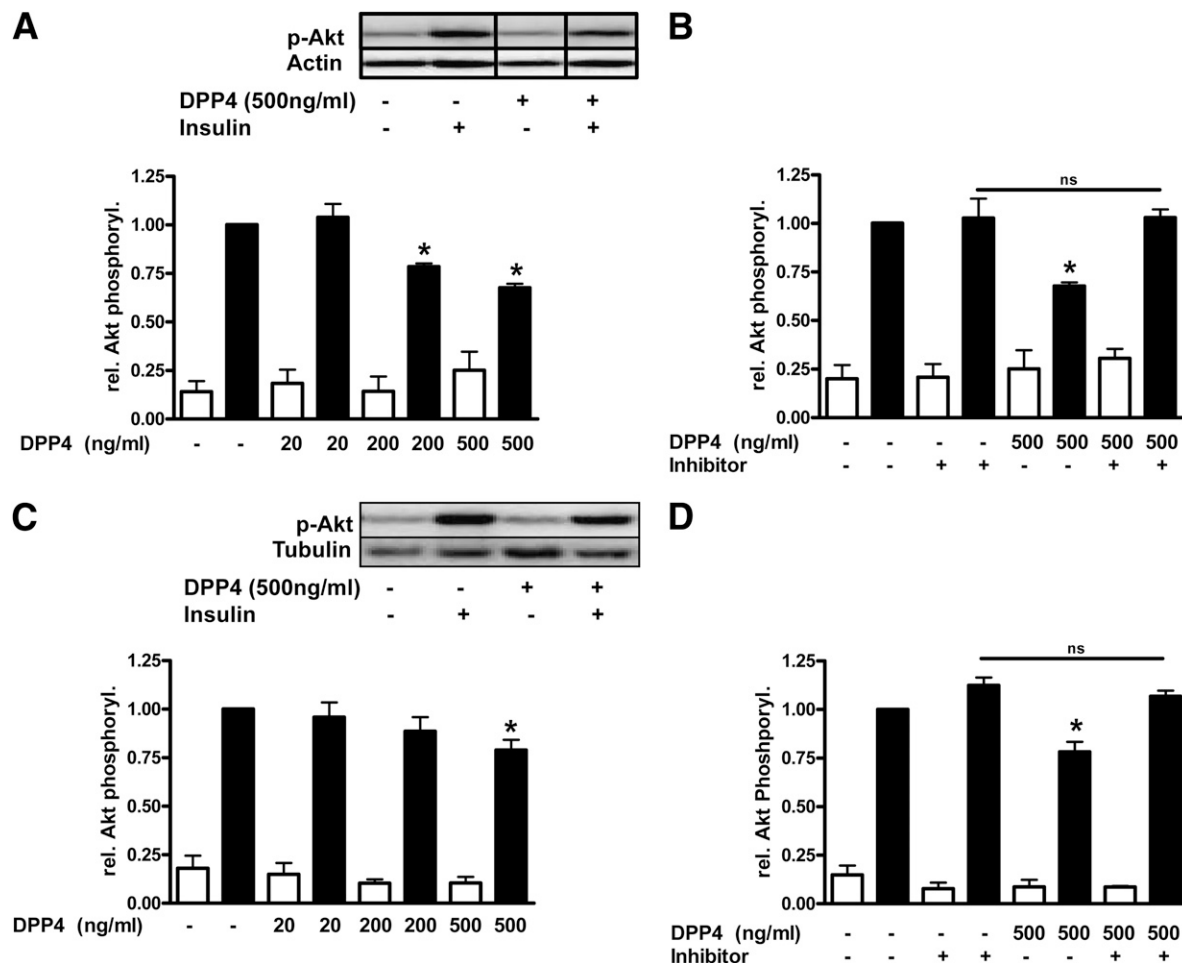 A
p-Akt
Actin
DPP4 (500ng/ml) - - + +
Insulin - + - +
rel. Akt phosphoryl.
1.25
1.00
0.75
0.50
0.25
0.00
* *
DPP4 (ng/ml) - - 20 20 200 200 500 500
B
rel. Akt phosphoryl.
1.25
1.00
0.75
0.50
0.25
0.00
ns
*
DPP4 (ng/ml) - - - - 500 500 500 500
Inhibitor - - + + - - + +
C
p-Akt
Tubulin
DPP4 (500ng/ml) - - + +
Insulin - + - +
rel. Akt phosphoryl.
1.25
1.00
0.75
0.50
0.25
0.00
*
DPP4 (ng/ml) - - 20 20 200 200 500 500
D
rel. Akt Phoshporyl.
1.25
1.00
0.75
0.50
0.25
0.00
ns
*
DPP4 (ng/ml) - - - - 500 500 500 500
Inhibitor - - + + - - + +